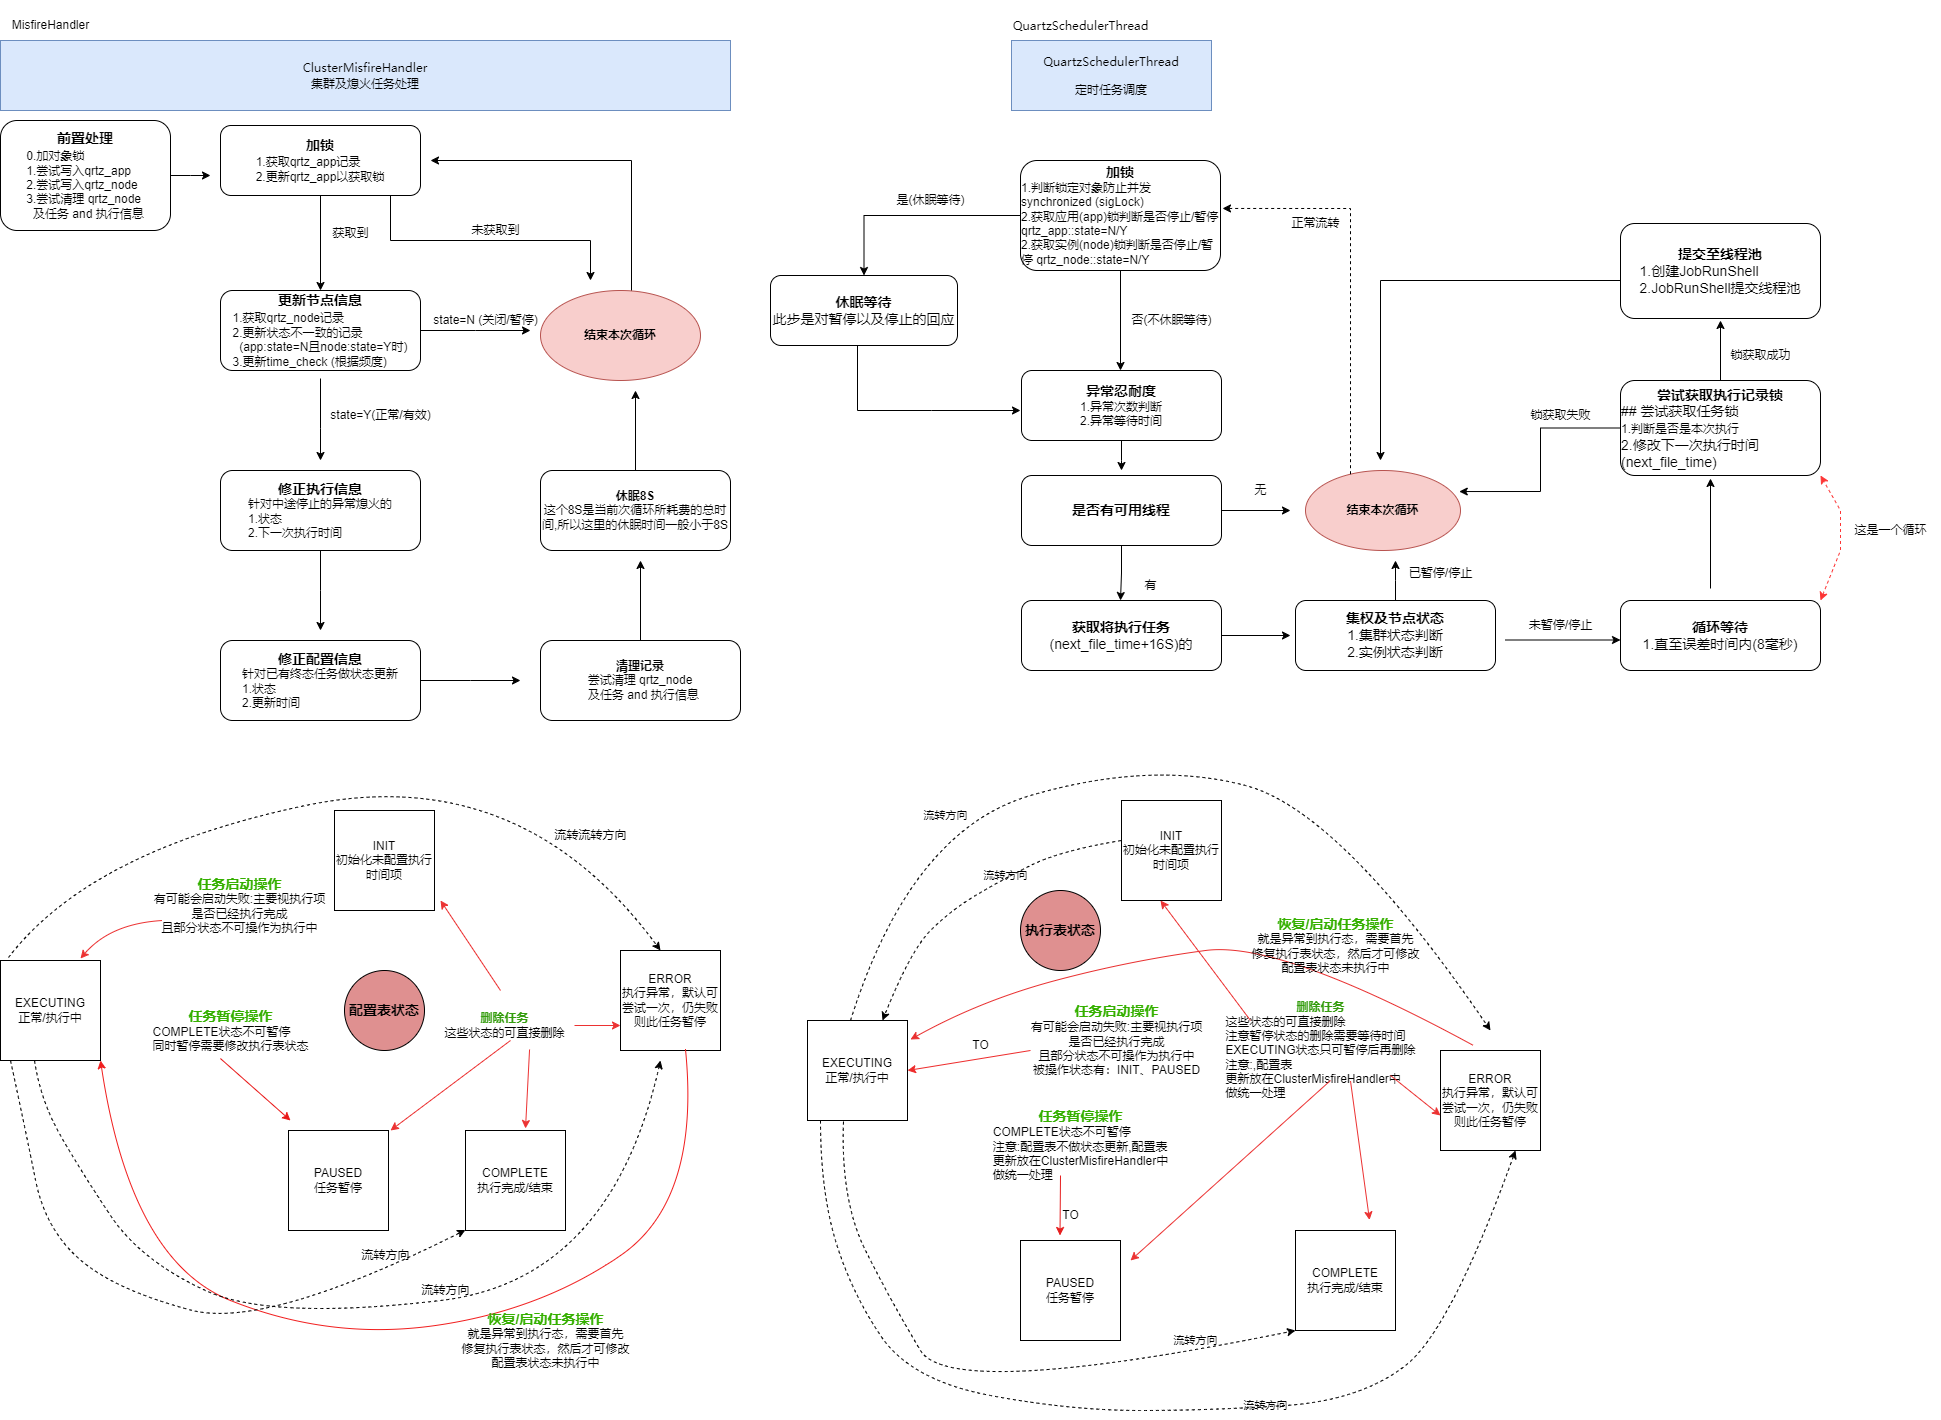 MisfireHandler
ClusterMisfireHandler
集群及熄火任务处理
前置处理
0.加对象锁
1.尝试写入qrtz_app
2.尝试写入qrtz_node
3.尝试清理 qrtz_node
及任务 and 执行信息
加锁
1.获取qrtz_app记录
2.更新qrtz_app以获取锁
获取到
未获取到
更新节点信息
1.获取qrtz_node记录
2.更新状态不一致的记录
(app:state=N且node:state=Y时)
3.更新time_check (根据频度)
state=N (关闭/暂停)
结束本次循环
state=Y(正常/有效)
修正执行信息
针对中途停止的异常熄火的
1.状态
2.下一次执行时间
休眠8S
这个8S是当前次循环所耗费的总时
间,所以这里的休眠时间一般小于8S
修正配置信息
针对已有终态任务做状态更新
1.状态
2.更新时间
清理记录
尝试清理 qrtz_node
及任务 and 执行信息
QuartzSchedulerThread
QuartzSchedulerThread
定时任务调度
加锁
1.判断锁定对象防止并发
synchronized (sigLock)
2.获取应用(app)锁判断是否停止/暂停
qrtz_app::state=N/Y
2.获取实例(node)锁判断是否停止/暂
停 qrtz_node::state=N/Y
是(休眠等待)
正常流转
休眠等待
此步是对暂停以及停止的回应
否(不休眠等待)
异常忍耐度
1.异常次数判断
2.异常等待时间
是否有可用线程
无
有
结束本次循环
获取将执行任务
(next_file_time+16S)的
集权及节点状态
1.集群状态判断
2.实例状态判断
已暂停/停止
未暂停/停止
循环等待
1.直至误差时间内(8毫秒)
这是一个循环
尝试获取执行记录锁
## 尝试获取任务锁
1.判断是否是本次执行
2.修改下一次执行时间
(next_file_time)
锁获取失败
锁获取成功
提交至线程池
1.创建JobRunShell
2.JobRunShell提交线程池
流转流转方向
INIT
初始化未配置执行
时间项
任务启动操作
有可能会启动失败:主要视执行项
是否已经执行完成
且部分状态不可操作为执行中
EXECUTING
正常/执行中
配置表状态
ERROR
执行异常，默认可
尝试一次，仍失败
则此任务暂停
任务暂停操作
COMPLETE状态不可暂停
同时暂停需要修改执行表状态
删除任务
这些状态的可直接删除
PAUSED
任务暂停
COMPLETE
执行完成/结束
流转方向
流转方向
恢复/启动任务操作
就是异常到执行态，需要首先
修复执行表状态，然后才可修改
配置表状态未执行中
流转方向
INIT
初始化未配置执行
时间项
流转方向
执行表状态
恢复/启动任务操作
就是异常到执行态，需要首先
修复执行表状态，然后才可修改
配置表状态未执行中
任务启动操作
有可能会启动失败:主要视执行项
是否已经执行完成
且部分状态不可操作为执行中
被操作状态有：INIT、PAUSED
TO
EXECUTING
正常/执行中
删除任务
这些状态的可直接删除
注意暂停状态的删除需要等待时间
EXECUTING状态只可暂停后再删除
注意:,配置表
更新放在ClusterMisfireHandler中
做统一处理
ERROR
执行异常，默认可
尝试一次，仍失败
则此任务暂停
任务暂停操作
COMPLETE状态不可暂停
注意:配置表不做状态更新,配置表
更新放在ClusterMisfireHandler中
做统一处理
TO
PAUSED
任务暂停
COMPLETE
执行完成/结束
流转方向
流转方向